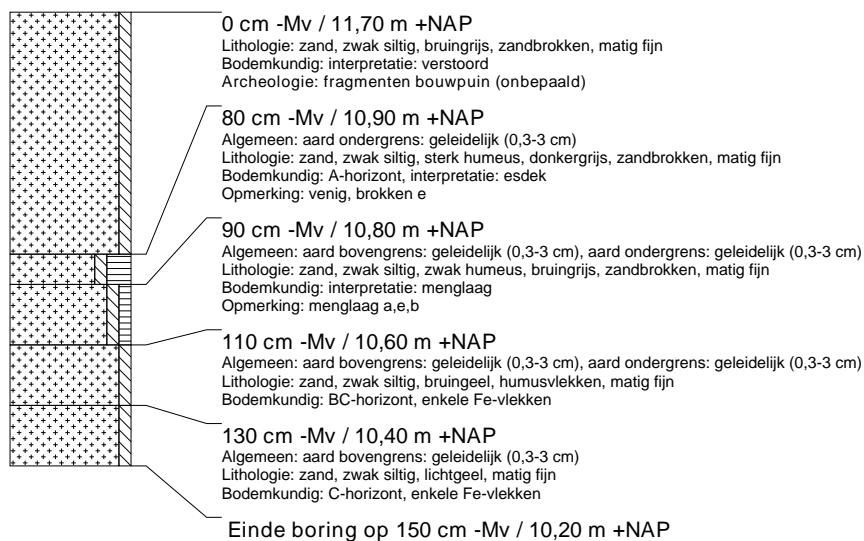 0 cm -Mv / 11,70 m +NAP
Lithologie: zand, zwak siltig, bruingrijs, zandbrokken, matig fijn
Bodemkundig: interpretatie: verstoord
Archeologie: fragmenten bouwpuin (onbepaald)
80 cm -Mv / 10,90 m +NAP
Algemeen: aard ondergrens: geleidelijk (0,3-3 cm)
Lithologie: zand, zwak siltig, sterk humeus, donkergrijs, zandbrokken, matig fijn
Bodemkundig: A-horizont, interpretatie: esdek
Opmerking: venig, brokken e
90 cm -Mv / 10,80 m +NAP
Algemeen: aard bovengrens: geleidelijk (0,3-3 cm), aard ondergrens: geleidelijk (0,3-3 cm)
Lithologie: zand, zwak siltig, zwak humeus, bruingrijs, zandbrokken, matig fijn
Bodemkundig: interpretatie: menglaag
Opmerking: menglaag a,e,b
110 cm -Mv / 10,60 m +NAP
Algemeen: aard bovengrens: geleidelijk (0,3-3 cm), aard ondergrens: geleidelijk (0,3-3 cm)
Lithologie: zand, zwak siltig, bruingeel, humusvlekken, matig fijn
Bodemkundig: BC-horizont, enkele Fe-vlekken
130 cm -Mv / 10,40 m +NAP
Algemeen: aard bovengrens: geleidelijk (0,3-3 cm)
Lithologie: zand, zwak siltig, lichtgeel, matig fijn
Bodemkundig: C-horizont, enkele Fe-vlekken
Einde boring op 150 cm -Mv / 10,20 m +NAP